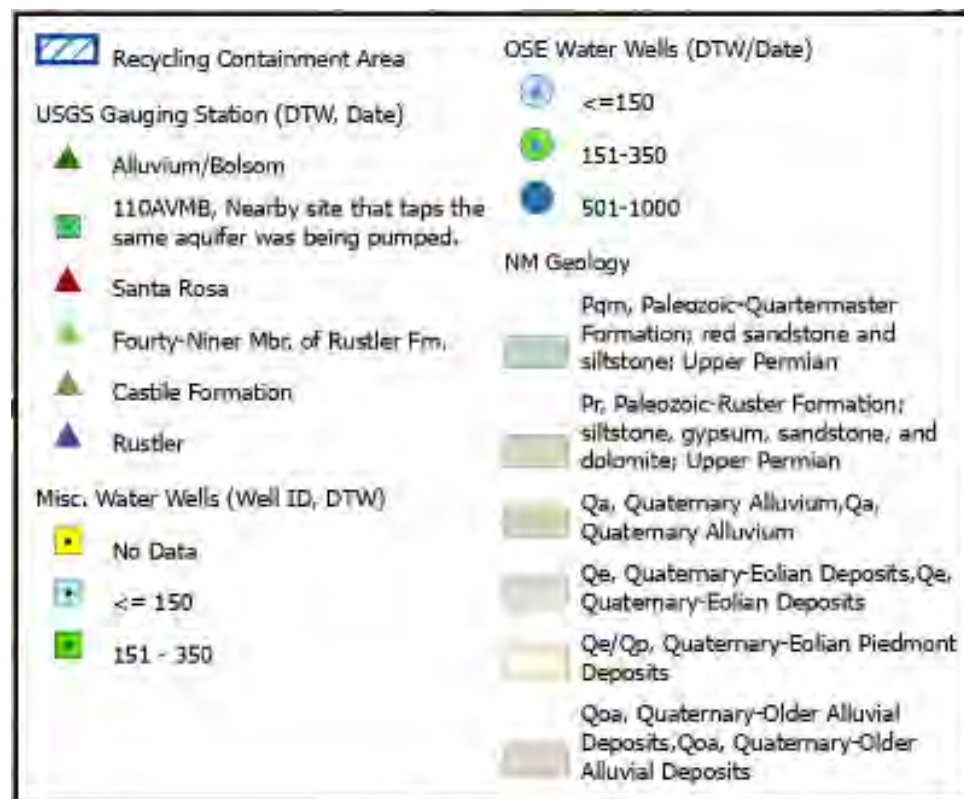 Recycling Containment Area
USGS Gauging Station (DTW, Date)
Alluvium/Bolsom
110AVMB, Nearby site that taps the
same aquifer was being pumped.
Santa Rosa
Fourty-Niner Mbr. of Rustler Fm.
Castile Formation
Rustler
Misc. Water Wells (Well ID, DTW)
No Data
<= 150
151 - 350
OSE Water Wells (DTW/Date)
<=150
151-350
501-1000
NM Geology
Pqm, Paleozoic-Quartermaster
Formation; red sandstone and
siltstone; Upper Permian
Pr, Paleozoic-Ruster Formation;
siltstone, gypsum, sandstone, and
dolomite; Upper Permian
Qa, Quaternary Alluvium,Qa,
Quaternary Alluvium
Qe, Quaternary-Eolian Deposits,Qe,
Quaternary-Eolian Deposits
Qe/Qp, Quaternary-Eolian Piedmont
Deposits
Qoa, Quaternary-Older Alluvial
Deposits,Qoa, Quaternary-Older
Alluvial Deposits